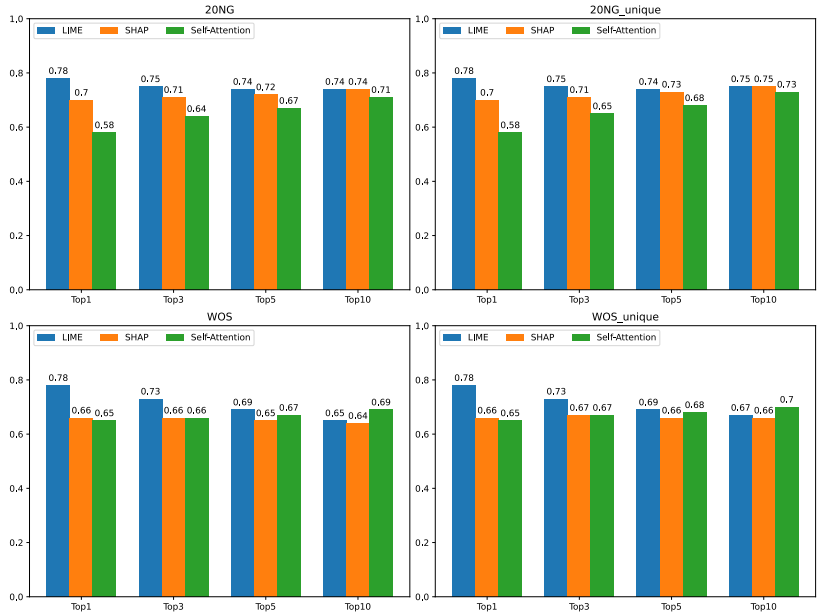 20NG
LIME SHAP Self-Attention
1,0
0,8
0,6
0,4
0,2
0,0
0.78 0.7 0,58
0.75 0.71 0.64
0.74 0.72 0.67
0.74 0.74 0.71
Top1 Top3 Top5 Top10
20NG_unique
LIME SHAP Self-Attention
1,0
0,8
0,6
0,4
0,2
0,0
0.78 0.7 0,58
0.75 0.71 0.65
0.74 0.73 0.68
0.75 0.75 0.73
Top1 Top3 Top5 Top10
WOS
LIME SHAP Self-Attention
1,0
0,8
0,6
0,4
0,2
0,0
0.78 0.66 0.65
0.73 0.66 0.66
0.69 0.65 0.67
0.65 0.64 0.69
Top1 Top3 Top5 Top10
WOS_unique
LIME SHAP Self-Attention
1,0
0,8
0,6
0,4
0,2
0,0
0.78 0.66 0.65
0.73 0.67 0.67
0.69 0.66 0.68
0.67 0.66 0.7
Top1 Top3 Top5 Top10